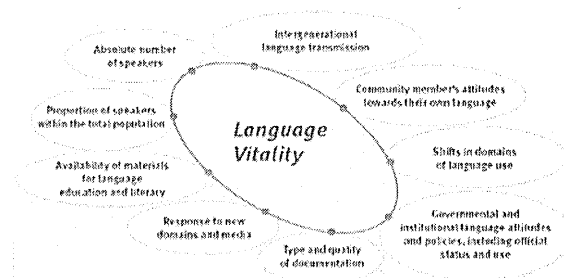 Intergenerational
language transmission
Absolute number
of speakers
Community member's attitudes
towards their own language
Proportion of speakers
within the total population
Language
Vitality
Shifts in domains
of language use
Availability of materials
for language
education and literacy
Governmental and
institutional language attitudes
and policies, including official
status and use
Response to new
domains and media
Type and quality
of documentation